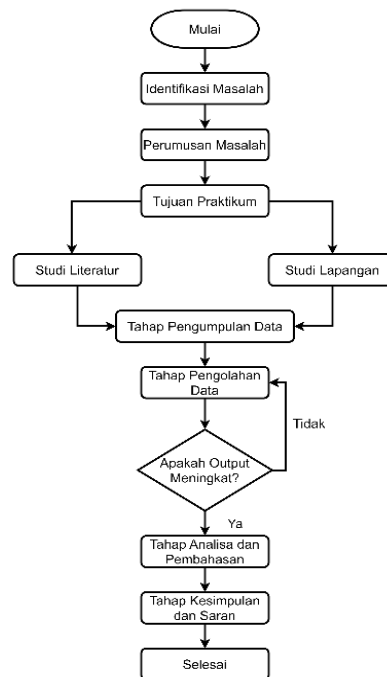 Mulai
Identifikasi Masalah
Perumusan Masalah
Tujuan Praktikum
Studi Literatur
Studi Lapangan
Tahap Pengumpulan Data
Tahap Pengolahan
Data
Tidak
Apakah Output
Meningkat?
Ya
Tahap Analisa dan
Pembahasan
Tahap Kesimpulan
dan Saran
Selesai